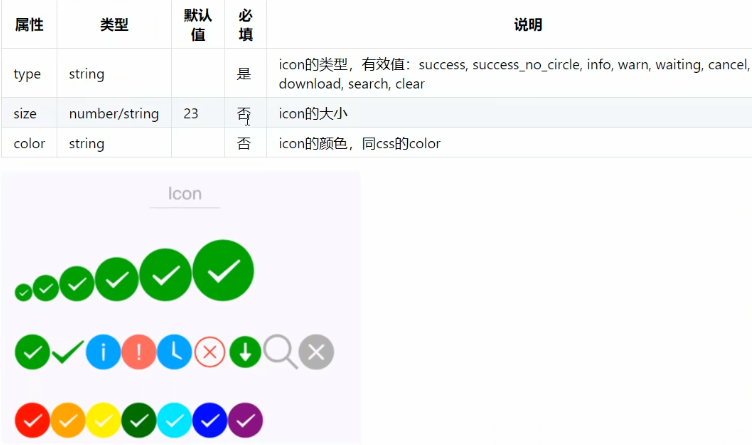 属性 类型 默认值 必填 说明
type string 是 icon的类型，有效值：success, success_no_circle, info, warn, waiting, cancel,
download, search, clear
size number/string 23 否 icon的大小
color string 否 icon的颜色，同css的color
Icon